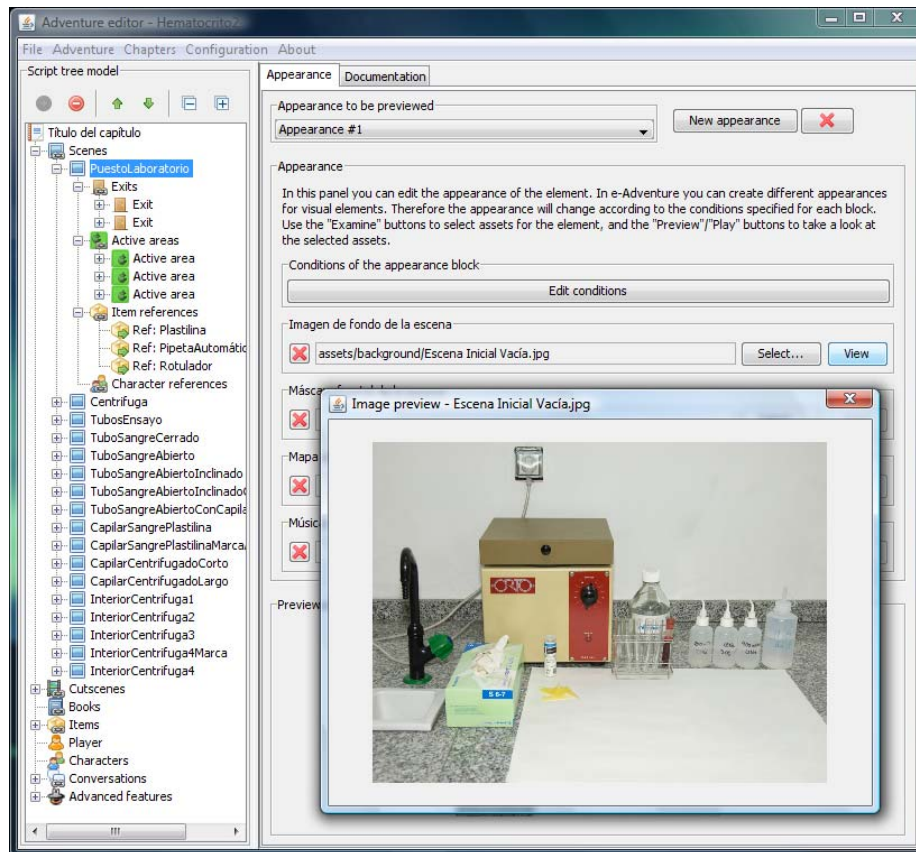 Adventure editor - Hematocrito2
File Adventure Chapters Configuration About
Script tree model
Título del capítulo
Scenes
PuestoLaboratorio
Exits
Exit
Exit
Active areas
Active area
Active area
Active area
Item references
Ref: Plastilina
Ref: PipetaAutomátic
Ref: Rotulador
Character references
Centrifuga
TubosEnsayo
TuboSangreCerrado
TuboSangreAbierto
TuboSangreAbiertoInclinado
TuboSangreAbiertoInclinado
TuboSangreAbiertoConCapila
CapilarSangrePlastilina
CapilarSangrePlastilinaMarca
CapilarCentrifugadoCorto
CapilarCentrifugadoLargo
InteriorCentrifuga1
InteriorCentrifuga2
InteriorCentrifuga3
InteriorCentrifuga4Marca
InteriorCentrifuga4
Cutscenes
Books
Items
Player
Characters
Conversations
Advanced features
Appearance Documentation
Appearance to be previewed
Appearance #1
New appearance
Appearance
In this panel you can edit the appearance of the element. In e-Adventure you can create different appearances
for visual elements. Therefore the appearance will change according to the conditions specified for each block.
Use the "Examine" buttons to select assets for the element, and the "Preview"/"Play" buttons to take a look at
the selected assets.
Conditions of the appearance block
Edit conditions
Imagen de fondo de la escena
assets/background/Escena Inicial Vacía.jpg
Select... View
Másca
Mapa
Músic
Preview
Image preview - Escena Inicial Vacía.jpg
ORTO
S 6-7